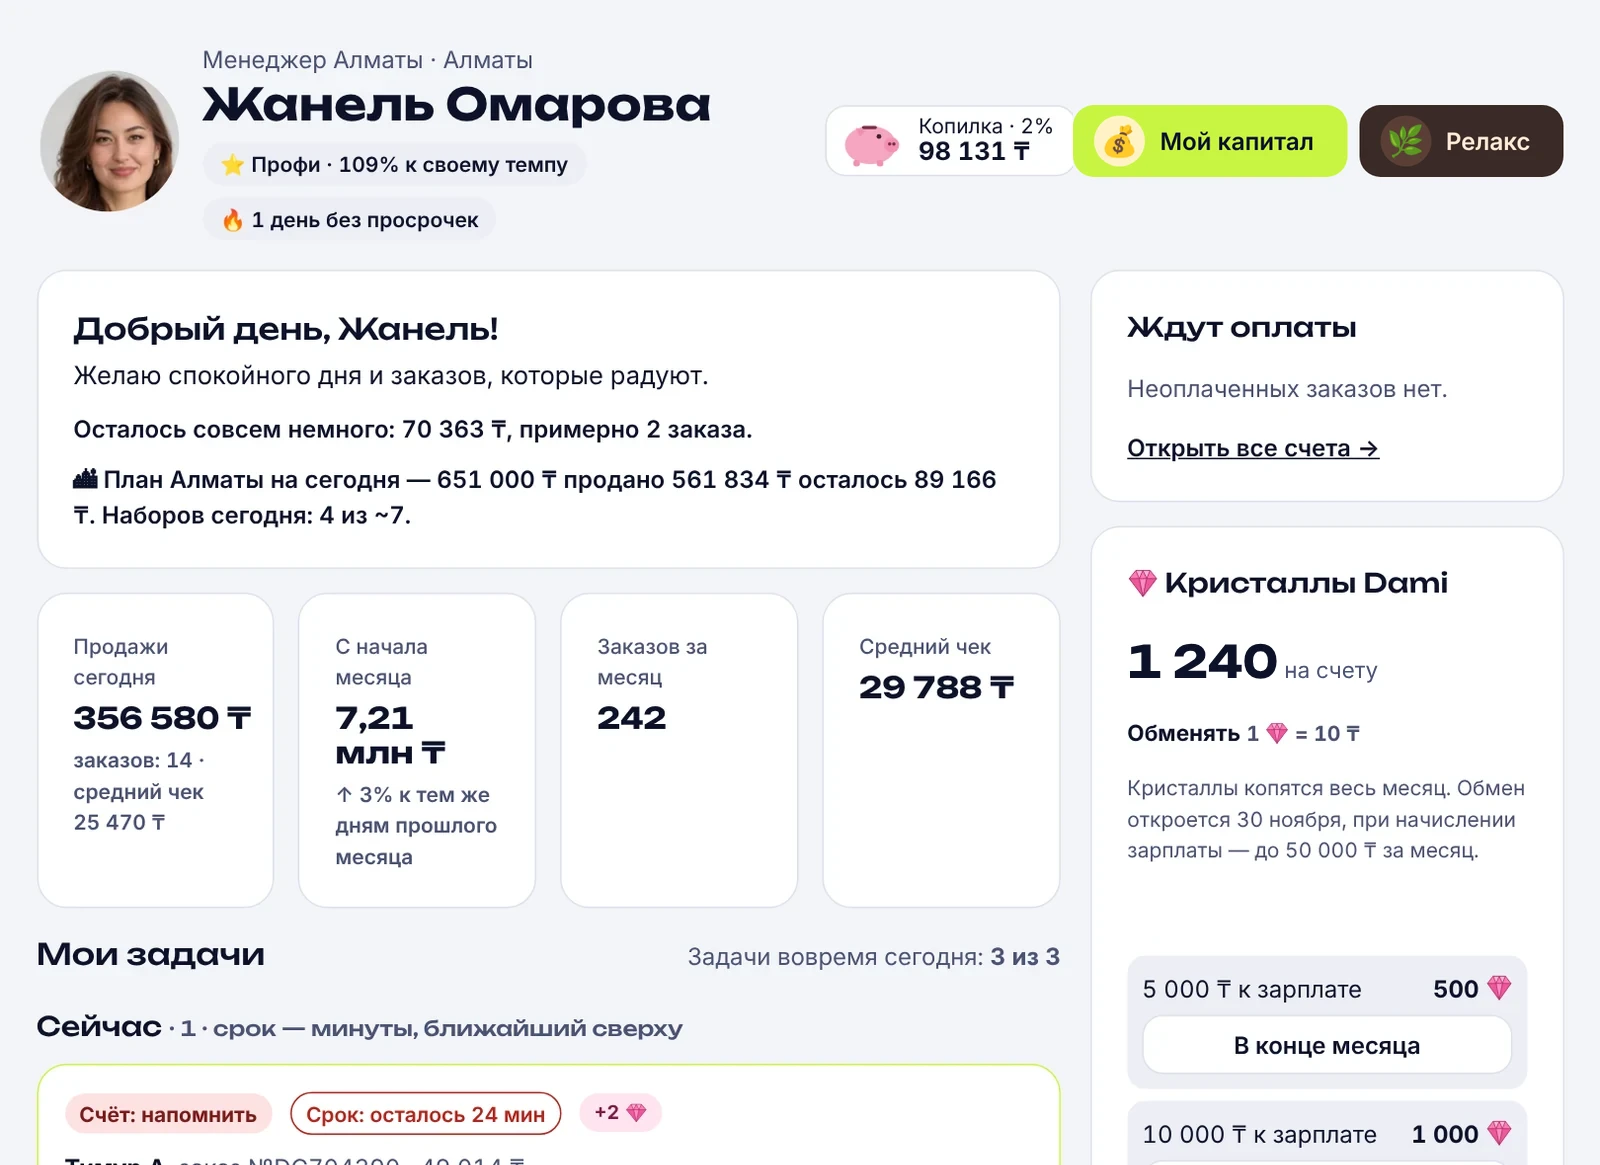 Менеджер Алматы · Алматы
Жанель Омарова
⭐ Профи · 109% к своему темпу
🔥 1 день без просрочек
Копилка · 2%
98 131 ₸
💰 Мой капитал
🌿 Релакс
Добрый день, Жанель!
Желаю спокойного дня и заказов, которые радуют.
Осталось совсем немного: 70 363 ₸, примерно 2 заказа.
🏙 План Алматы на сегодня — 651 000 ₸ продано 561 834 ₸ осталось 89 166
₸. Наборов сегодня: 4 из ~7.
Продажи
сегодня
356 580 ₸
заказов: 14 ·
средний чек
25 470 ₸
С начала
месяца
7,21
млн ₸
↑ 3% к тем же
дням прошлого
месяца
Заказов за
месяц
242
Средний чек
29 788 ₸
Мои задачи
Задачи вовремя сегодня: 3 из 3
Сейчас · 1 · срок — минуты, ближайший сверху
Счёт: напомнить
Срок: осталось 24 мин
+2 💎
Ждут оплаты
Неоплаченных заказов нет.
Открыть все счета →
💎 Кристаллы Dami
1 240 на счету
Обменять 1 💎 = 10 ₸
Кристаллы копятся весь месяц. Обмен
откроется 30 ноября, при начислении
зарплаты — до 50 000 ₸ за месяц.
5 000 ₸ к зарплате 500 💎
В конце месяца
10 000 ₸ к зарплате 1 000 💎